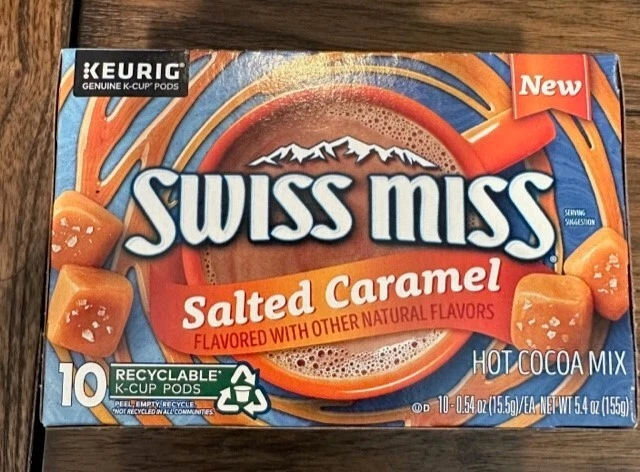 KEURIG®
GENUINE K-CUP® PODS
New
SWISS MISS®
SERVING
SUGGESTION
Salted Caramel
FLAVORED WITH OTHER NATURAL FLAVORS
HOT COCOA MIX
10 RECYCLABLE*
K-CUP PODS
PEEL, EMPTY, RECYCLE
*NOT RECYCLED IN ALL COMMUNITIES
Ⓤ D 10 - 0.54 oz (15.5g)/EA-NET WT 5.4 oz (155g)